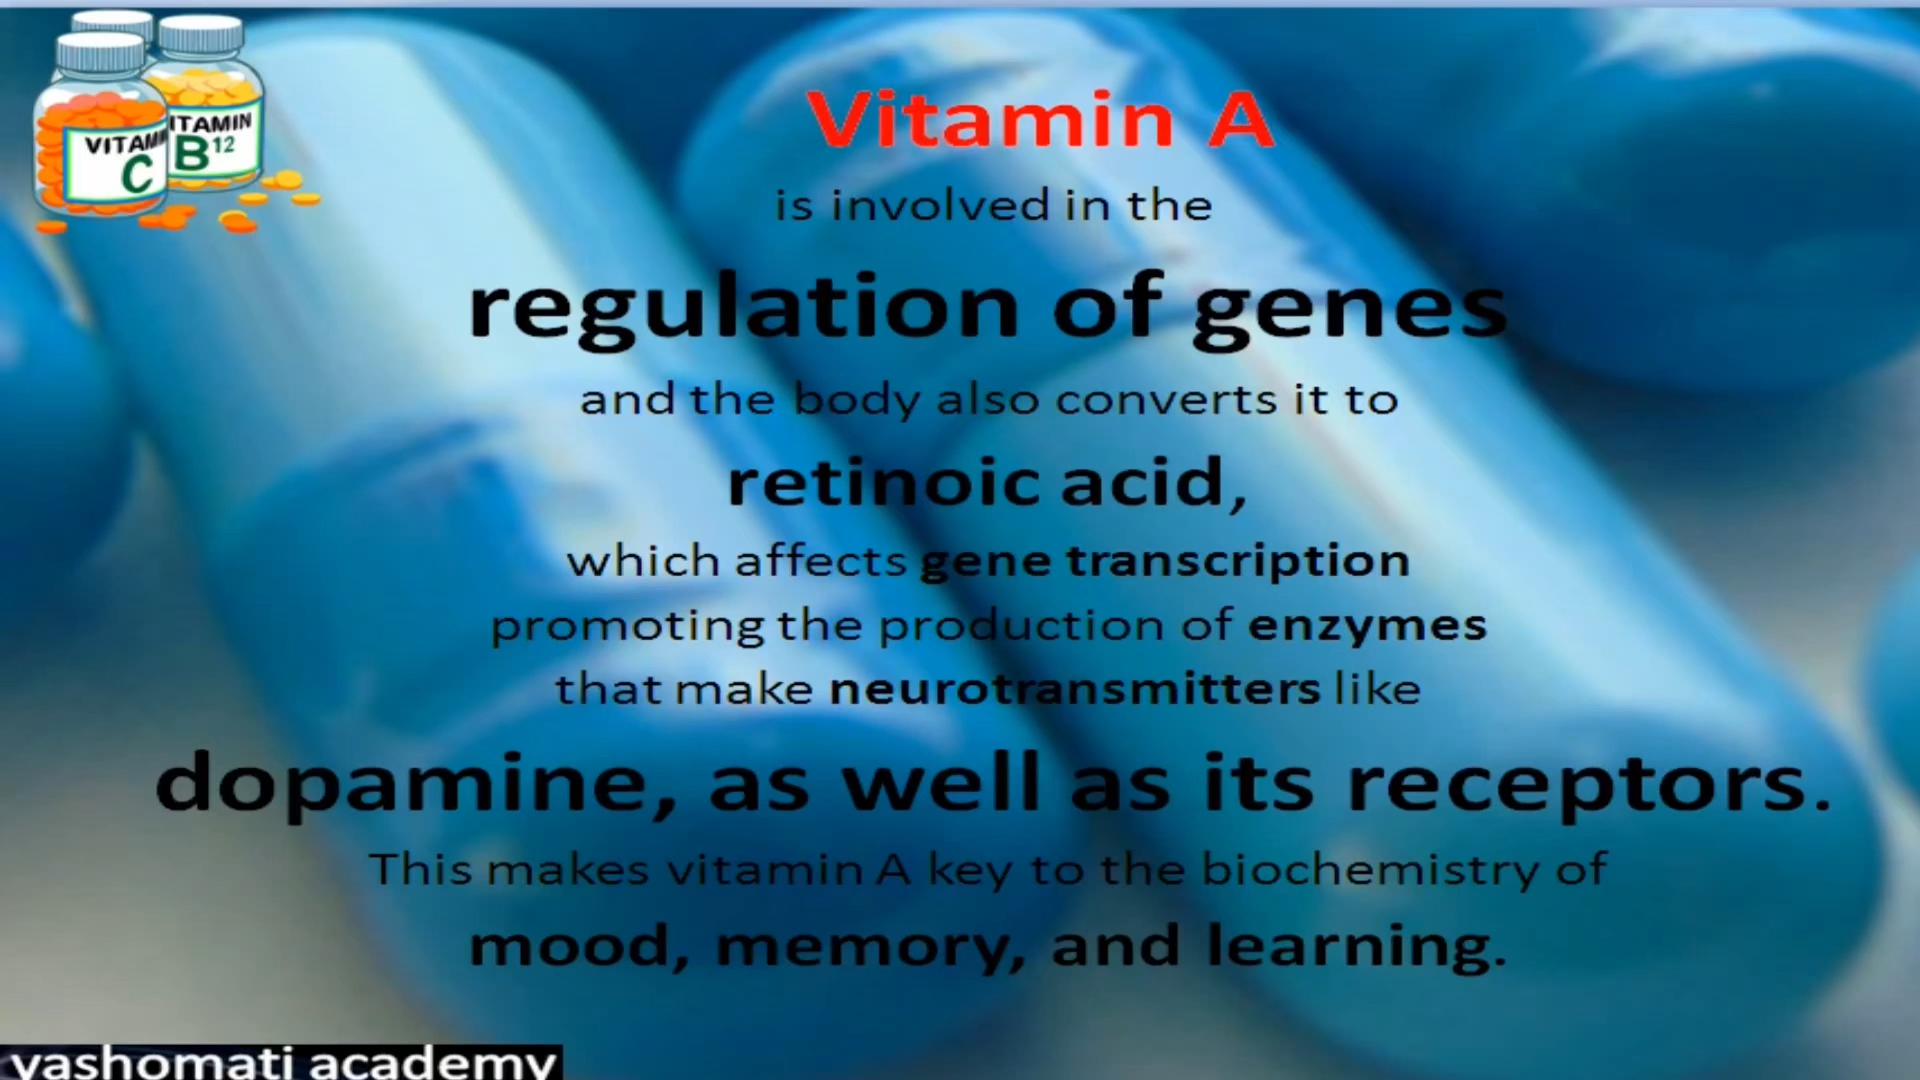 VITAMIN
C
B12
Vitamin A
is involved in the
regulation of genes
and the body also converts it to
retinoic acid,
which affects gene transcription
promoting the production of enzymes
that make neurotransmitters like
dopamine, as well as its receptors.
This makes vitamin A key to the biochemistry of
mood, memory, and learning.
yashomati academy